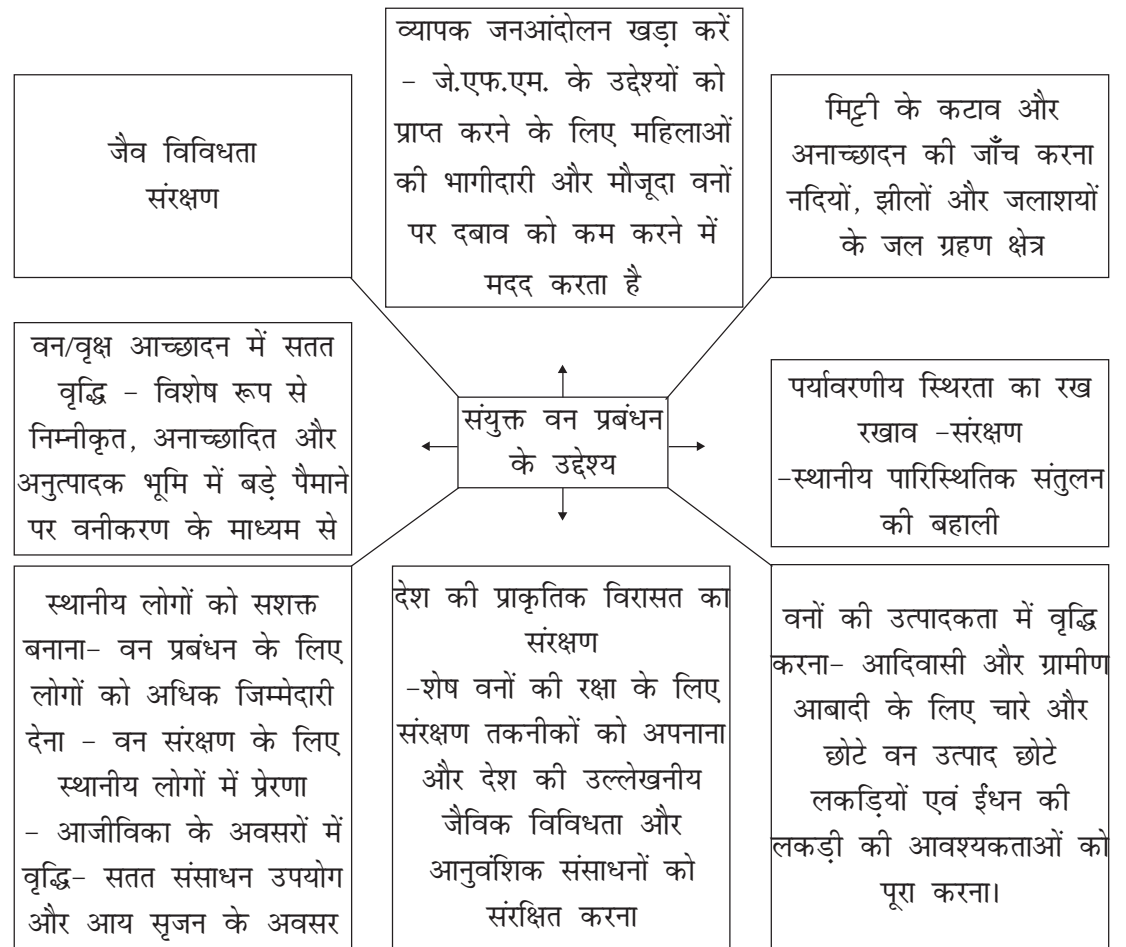 व्यापक जनआंदोलन खड़ा करें
– जे.एफ.एम. के उद्देश्यों को
प्राप्त करने के लिए महिलाओं
की भागीदारी और मौजूदा वनों
पर दबाव को कम करने में
मदद करता है
जैव विविधता
संरक्षण
मिट्टी के कटाव और
अनाच्छादन की जाँच करना
नदियों, झीलों और जलाशयों
के जल ग्रहण क्षेत्र
वन/वृक्ष आच्छादन में सतत
वृद्धि – विशेष रूप से
निम्नीकृत, अनाच्छादित और
अनुत्पादक भूमि में बड़े पैमाने
पर वनीकरण के माध्यम से
संयुक्त वन प्रबंधन
के उद्देश्य
पर्यावरणीय स्थिरता का रख
रखाव –संरक्षण
–स्थानीय पारिस्थितिक संतुलन
की बहाली
स्थानीय लोगों को सशक्त
बनाना– वन प्रबंधन के लिए
लोगों को अधिक जिम्मेदारी
देना – वन संरक्षण के लिए
स्थानीय लोगों में प्रेरणा
– आजीविका के अवसरों में
वृद्धि– सतत संसाधन उपयोग
और आय सृजन के अवसर
देश की प्राकृतिक विरासत का
संरक्षण
–शेष वनों की रक्षा के लिए
संरक्षण तकनीकों को अपनाना
और देश की उल्लेखनीय
जैविक विविधता और
आनुवंशिक संसाधनों को
संरक्षित करना
वनों की उत्पादकता में वृद्धि
करना– आदिवासी और ग्रामीण
आबादी के लिए चारे और
छोटे वन उत्पाद छोटे
लकड़ियों एवं ईंधन की
लकड़ी की आवश्यकताओं को
पूरा करना।